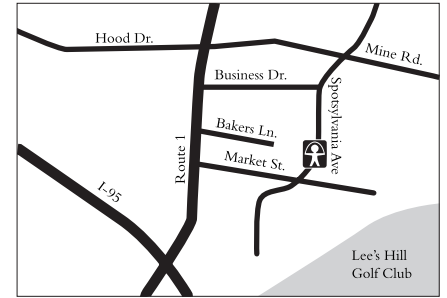 Hood Dr.
Mine Rd.
Business Dr.
Spotsylvania Ave
Bakers Ln.
Route 1
Market St.
I-95
Lee's Hill
Golf Club